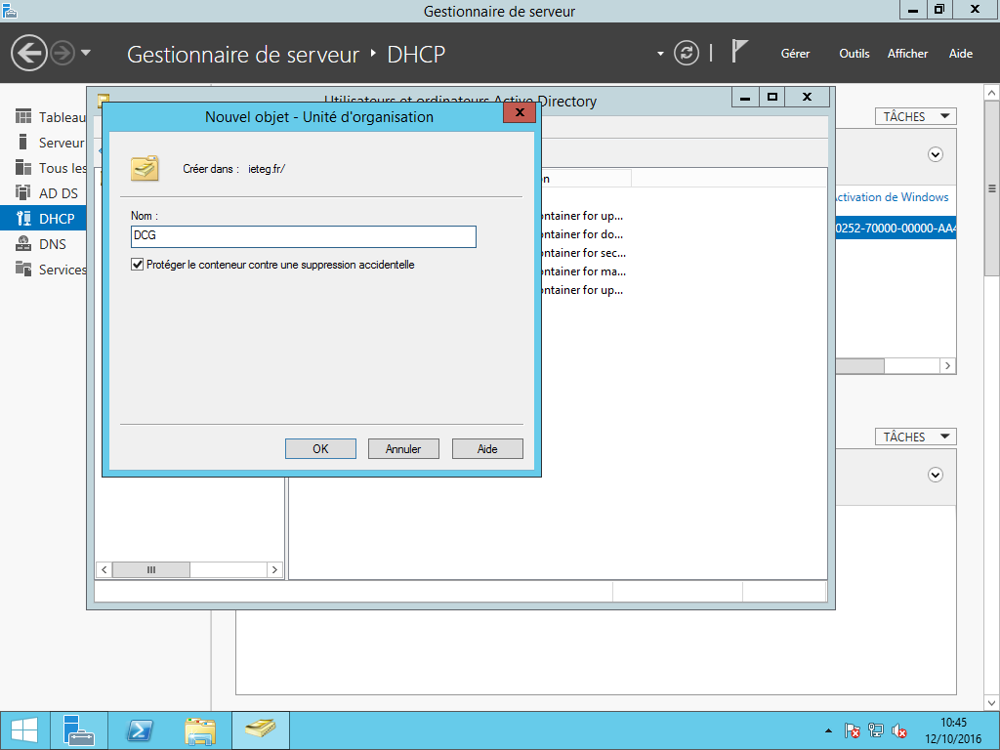 Gestionnaire de serveur
Gestionnaire de serveur ‣ DHCP
Gérer Outils Afficher Aide
Tableau
Serveur
Tous les
AD DS
DHCP
DNS
Services
Utilisateurs et ordinateurs Active Directory
Nouvel objet - Unité d'organisation
Créer dans : ieteg.fr/
Nom :
DCG
Protéger le conteneur contre une suppression accidentelle
OK Annuler Aide
on
ontainer for up...
ontainer for do...
ontainer for sec...
ontainer for ma...
ontainer for up...
TÂCHES
Activation de Windows
0252-70000-00000-AA4
TÂCHES
10:45
12/10/2016